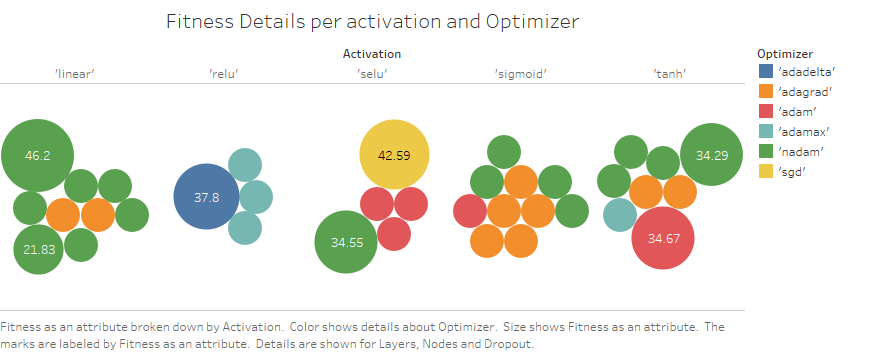 Fitness Details per activation and Optimizer
Activation
'linear' 'relu' 'selu' 'sigmoid' 'tanh'
Optimizer
'adadelta'
'adagrad'
'adam'
'adamax'
'nadam'
'sgd'
46.2 42.59 34.29
37.8
21.83 34.55 34.67
Fitness as an attribute broken down by Activation. Color shows details about Optimizer. Size shows Fitness as an attribute. The
marks are labeled by Fitness as an attribute. Details are shown for Layers, Nodes and Dropout.